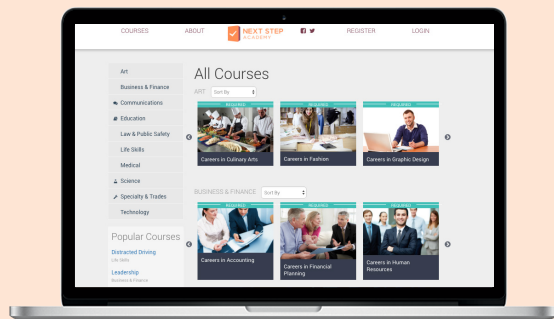 COURSES
ABOUT
NEXT STEP
ACADEMY
REGISTER
LOGIN
Art
Business & Finance
Communications
Education
Law & Public Safety
Life Skills
Medical
Science
Specialty & Trades
Technology
Popular Courses
Distracted Driving
Life Skills
Leadership
Business & Finance
All Courses
ART Sort By
REQUIRED REQUIRED REQUIRED
Careers in Culinary Arts
Careers in Fashion
Careers in Graphic Design
BUSINESS & FINANCE Sort By
REQUIRED REQUIRED REQUIRED
Careers in Accounting
Careers in Financial
Planning
Careers in Human
Resources